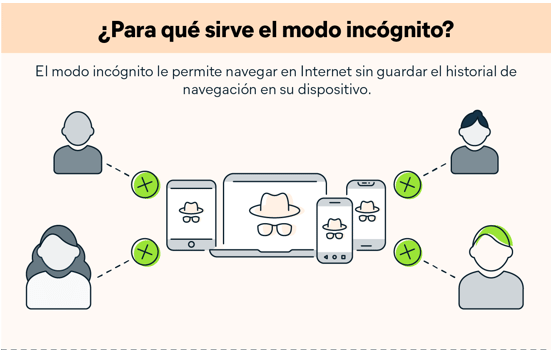 ¿Para qué sirve el modo incógnito?
El modo incógnito le permite navegar en Internet sin guardar el historial de
navegación en su dispositivo.